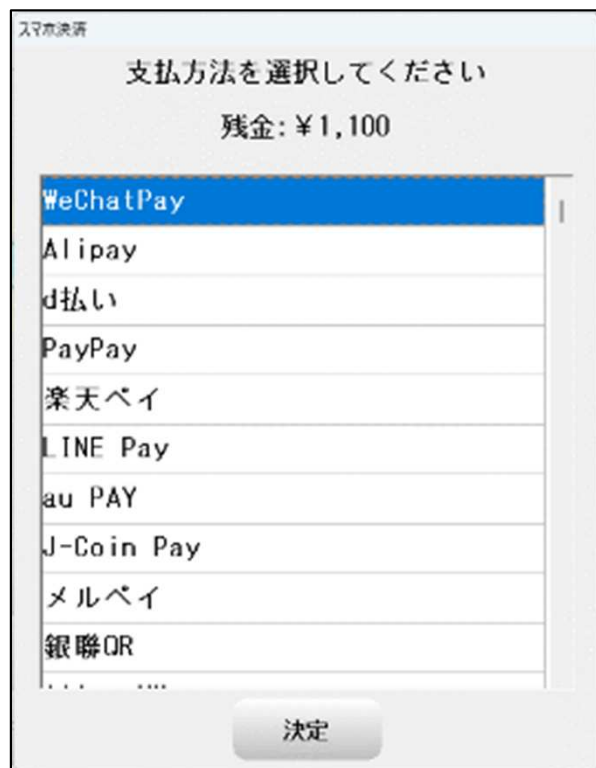 スマホ決済
支払方法を選択してください
残金:￥1,100
WeChatPay
Alipay
d払い
PayPay
楽天ペイ
LINE Pay
au PAY
J-Coin Pay
メルペイ
銀聯QR
決定